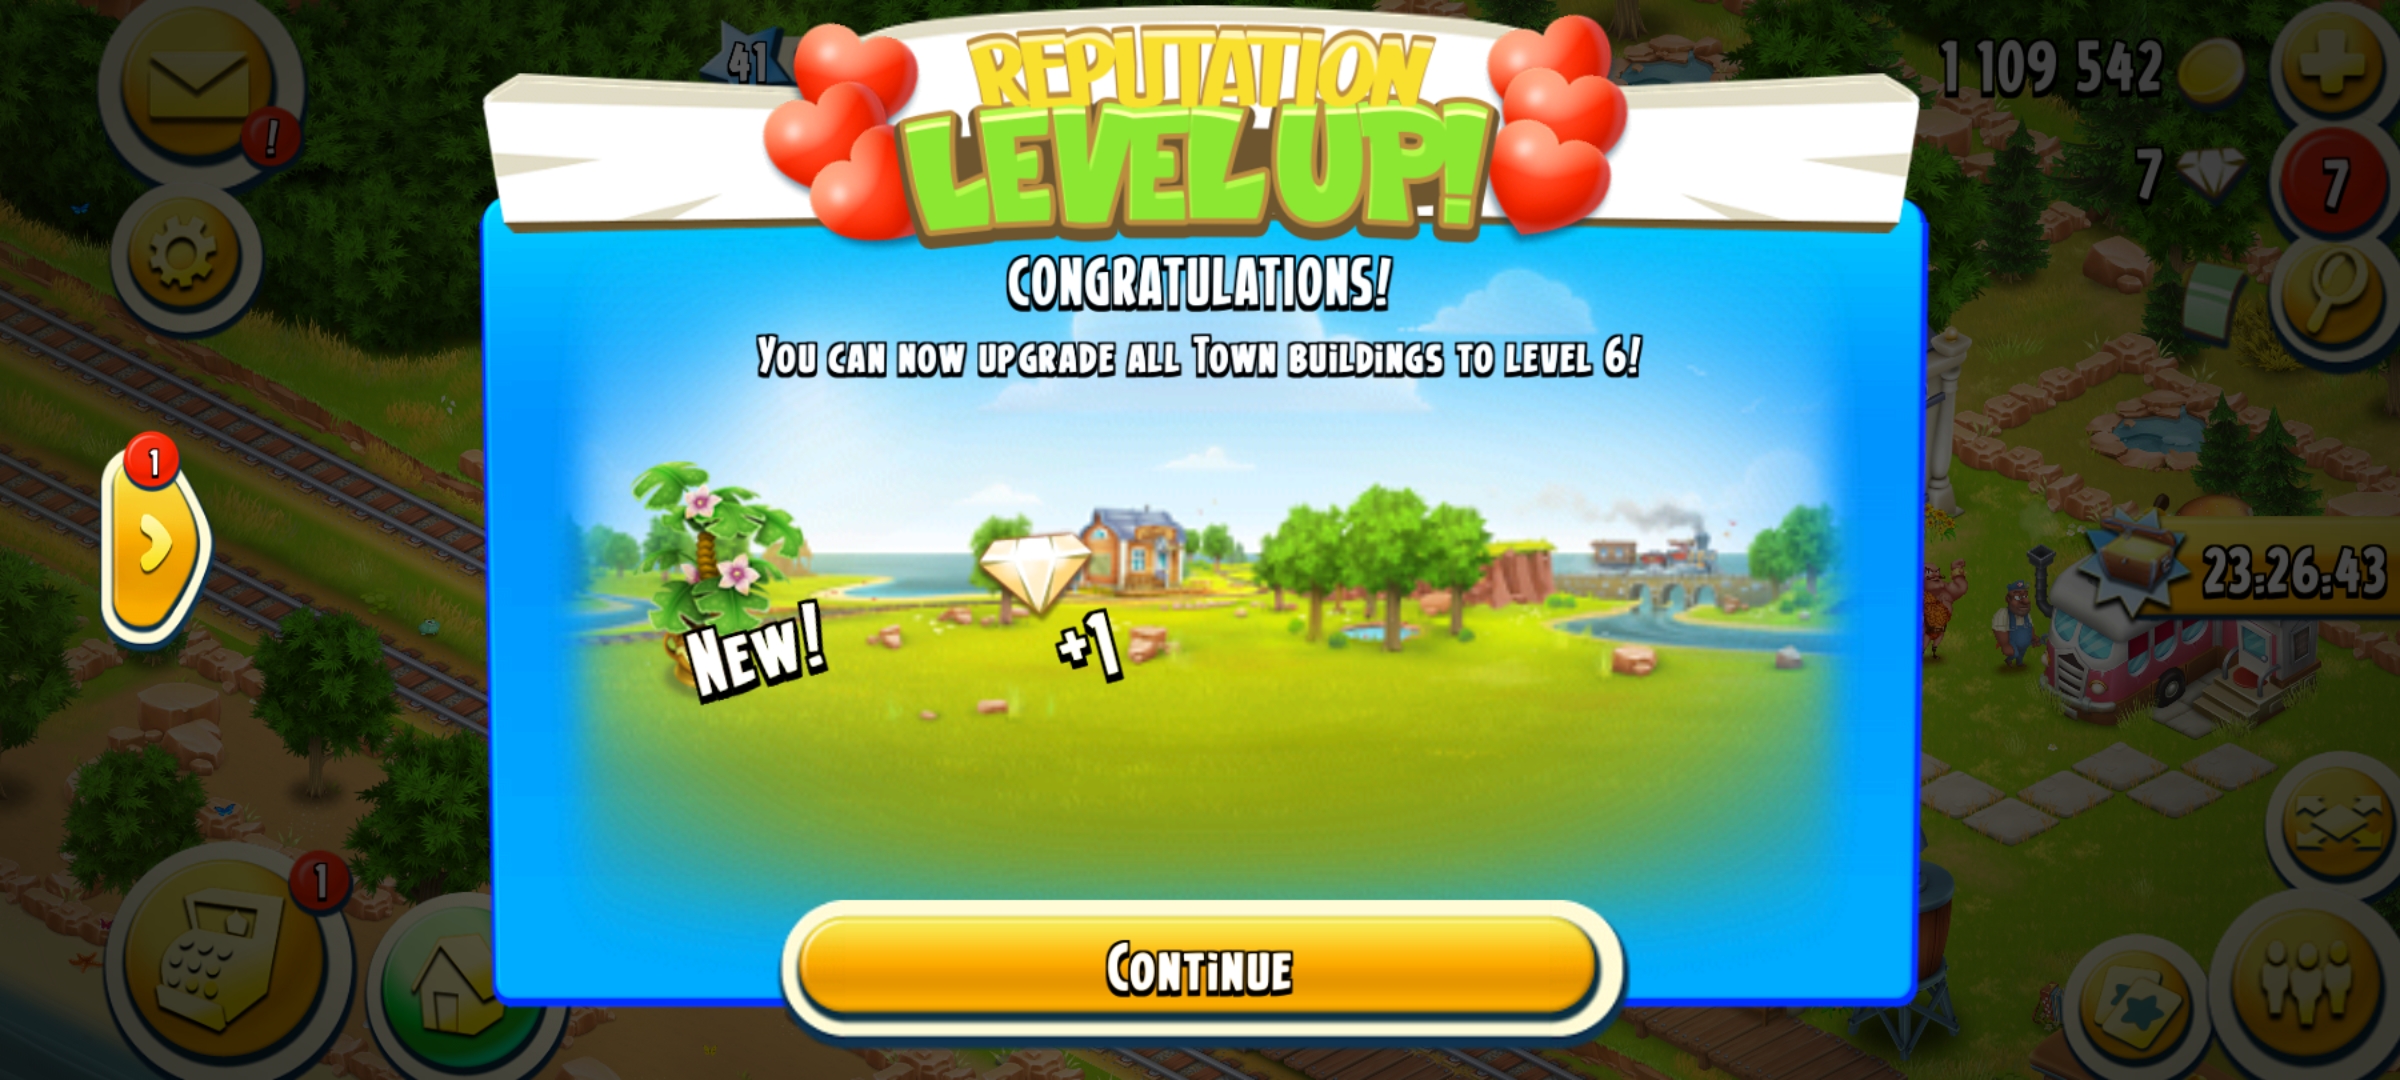 41
REPUTATION
LEVEL UP!
1 109 542
!
7
7
CONGRATULATIONS!
YOU CAN NOW UPGRADE ALL TOWN BUILDINGS TO LEVEL 6!
1
23:26:43
NEW!
+1
1
CONTINUE